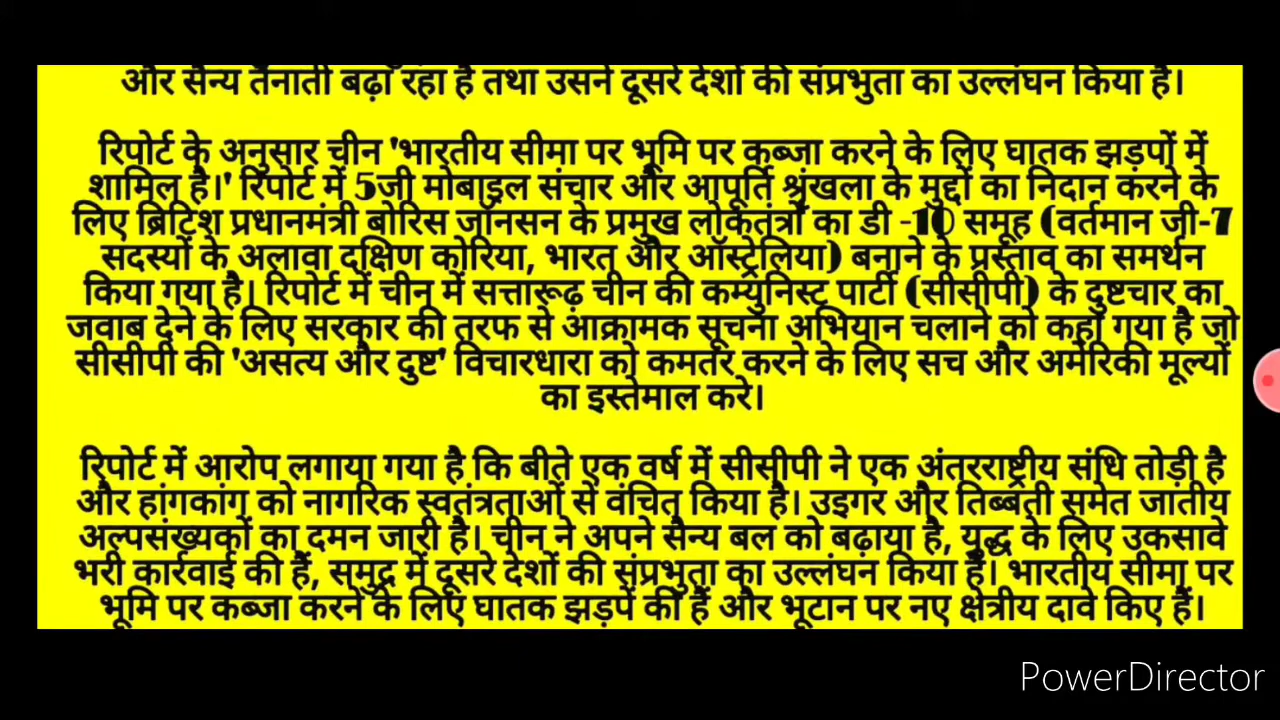 और सैन्य तैनाती बढ़ा रहा है तथा उसने दूसरे देशों की संप्रभुता का उल्लंघन किया है।
रिपोर्ट के अनुसार चीन 'भारतीय सीमा पर भूमि पर कब्जा करने के लिए घातक झड़पों में
शामिल है।' रिपोर्ट में 5जी मोबाइल संचार और आपूर्ति श्रृंखला के मुद्दों का निदान करने के
लिए ब्रिटिश प्रधानमंत्री बोरिस जॉनसन के प्रमुख लोकतंत्रों का डी -10 समूह (वर्तमान जी-7
सदस्यों के अलावा दक्षिण कोरिया, भारत और ऑस्ट्रेलिया) बनाने के प्रस्ताव का समर्थन
किया गया है। रिपोर्ट में चीन में सत्तारूढ़ चीन की कम्युनिस्ट पार्टी (सीसीपी) के दुष्टचार का
जवाब देने के लिए सरकार की तरफ से आक्रामक सूचना अभियान चलाने को कहा गया है जो
सीसीपी की 'असत्य और दुष्ट' विचारधारा को कमतर करने के लिए सच और अमेरिकी मूल्यों
का इस्तेमाल करे।
रिपोर्ट में आरोप लगाया गया है कि बीते एक वर्ष में सीसीपी ने एक अंतरराष्ट्रीय संधि तोड़ी है
और हांगकांग को नागरिक स्वतंत्रताओं से वंचित किया है। उइगर और तिब्बती समेत जातीय
अल्पसंख्यकों का दमन जारी है। चीन ने अपने सैन्य बल को बढ़ाया है, युद्ध के लिए उकसावे
भरी कार्रवाई की हैं, समुद्र में दूसरे देशों की संप्रभुता का उल्लंघन किया है। भारतीय सीमा पर
भूमि पर कब्जा करने के लिए घातक झड़पें की हैं और भूटान पर नए क्षेत्रीय दावे किए हैं।
PowerDirector